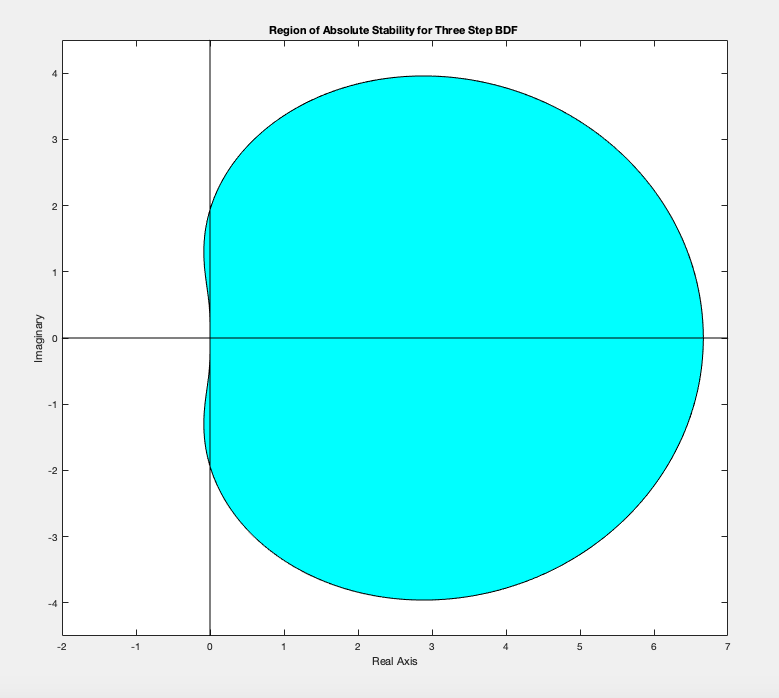 Region of Absolute Stability for Three Step BDF
4
3
2
1
0
-1
-2
-3
-4
Imaginary
-2 -1 0 1 2 3 4 5 6 7
Real Axis